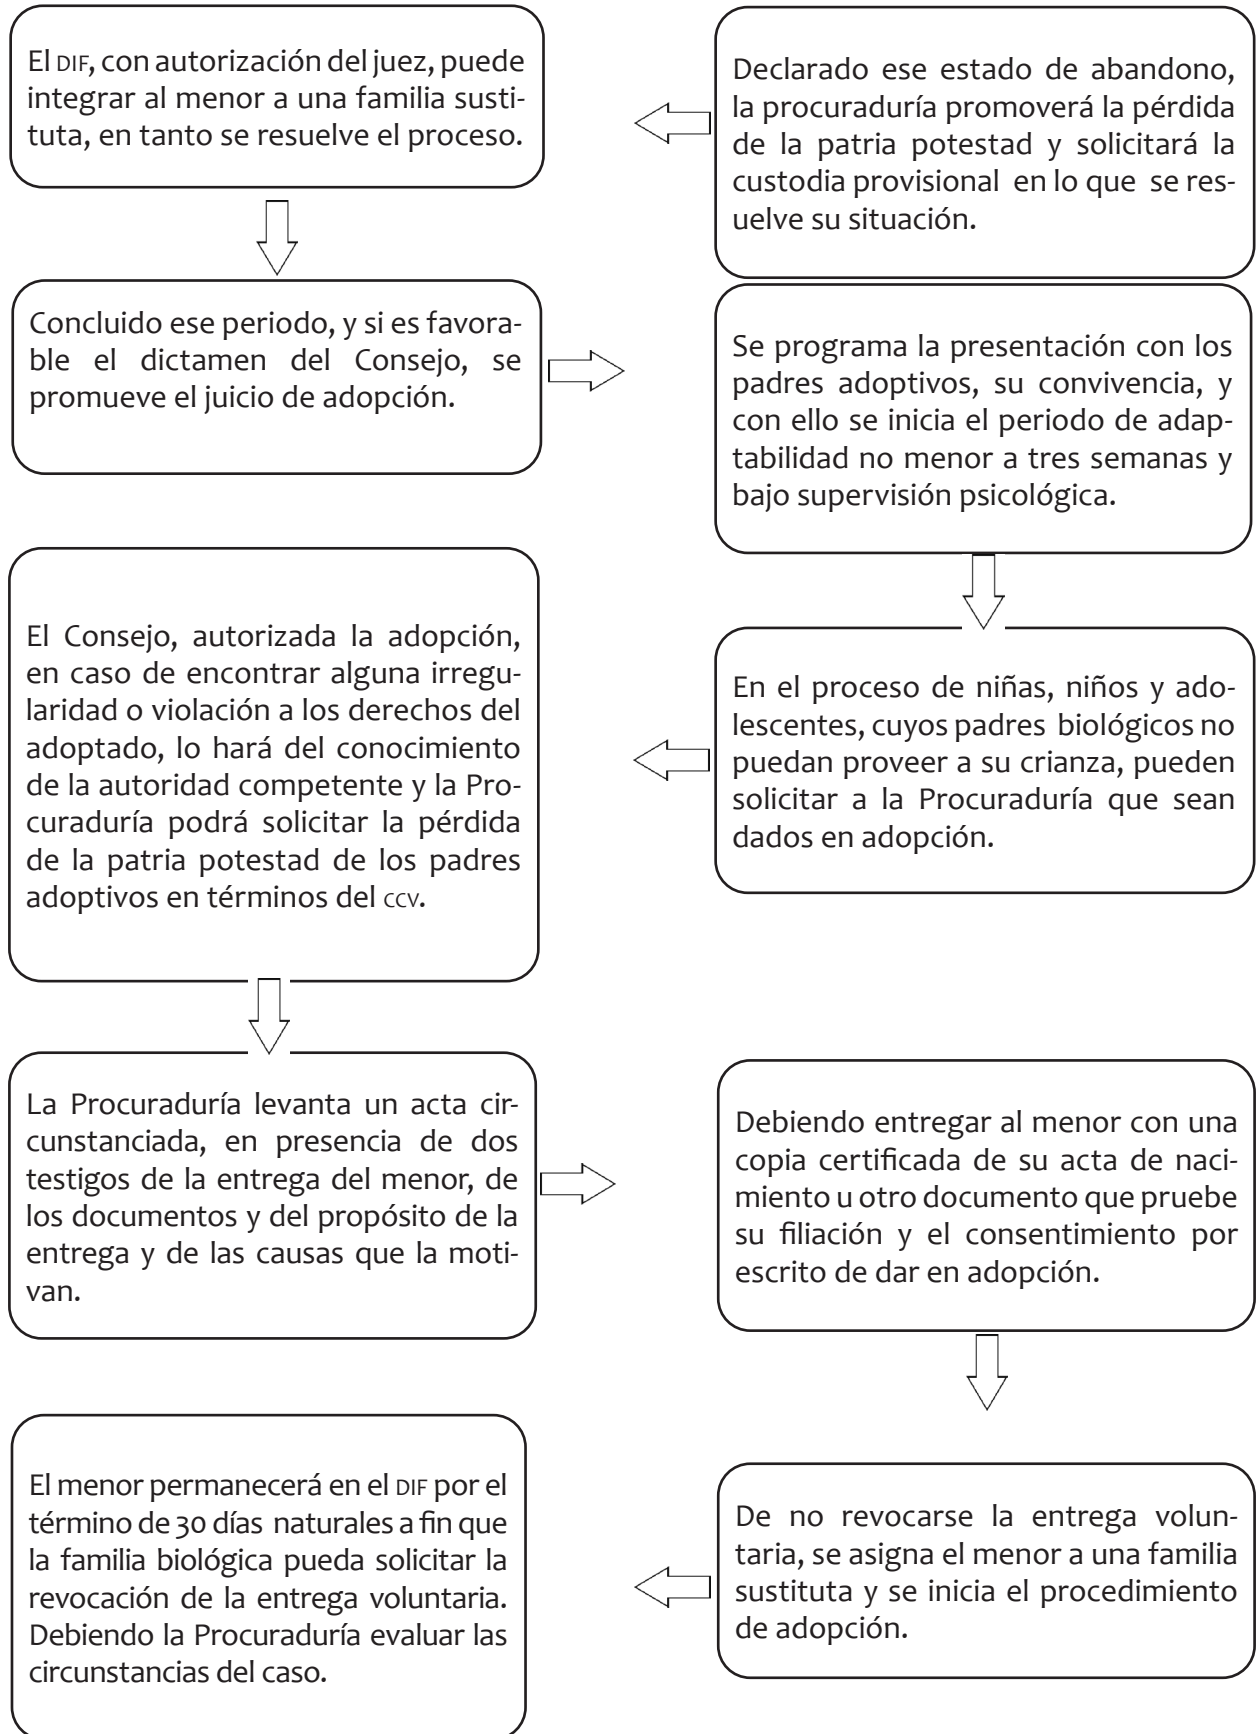 El DIF, con autorización del juez, puede
integrar al menor a una familia susti-
tuta, en tanto se resuelve el proceso.
Declarado ese estado de abandono,
la procuraduría promoverá la pérdida
de la patria potestad y solicitará la
custodia provisional en lo que se res-
uelve su situación.
Concluido ese periodo, y si es favora-
ble el dictamen del Consejo, se
promueve el juicio de adopción.
Se programa la presentación con los
padres adoptivos, su convivencia, y
con ello se inicia el periodo de adap-
tabilidad no menor a tres semanas y
bajo supervisión psicológica.
El Consejo, autorizada la adopción,
en caso de encontrar alguna irregu-
laridad o violación a los derechos del
adoptado, lo hará del conocimiento
de la autoridad competente y la Pro-
curaduría podrá solicitar la pérdida
de la patria potestad de los padres
adoptivos en términos del CCV.
En el proceso de niñas, niños y ado-
lescentes, cuyos padres biológicos no
puedan proveer a su crianza, pueden
solicitar a la Procuraduría que sean
dados en adopción.
La Procuraduría levanta un acta cir-
cunstanciada, en presencia de dos
testigos de la entrega del menor, de
los documentos y del propósito de la
entrega y de las causas que la moti-
van.
Debiendo entregar al menor con una
copia certificada de su acta de naci-
miento u otro documento que pruebe
su filiación y el consentimiento por
escrito de dar en adopción.
El menor permanecerá en el DIF por el
término de 30 días naturales a fin que
la familia biológica pueda solicitar la
revocación de la entrega voluntaria.
Debiendo la Procuraduría evaluar las
circunstancias del caso.
De no revocarse la entrega volun-
taria, se asigna el menor a una familia
sustituta y se inicia el procedimiento
de adopción.